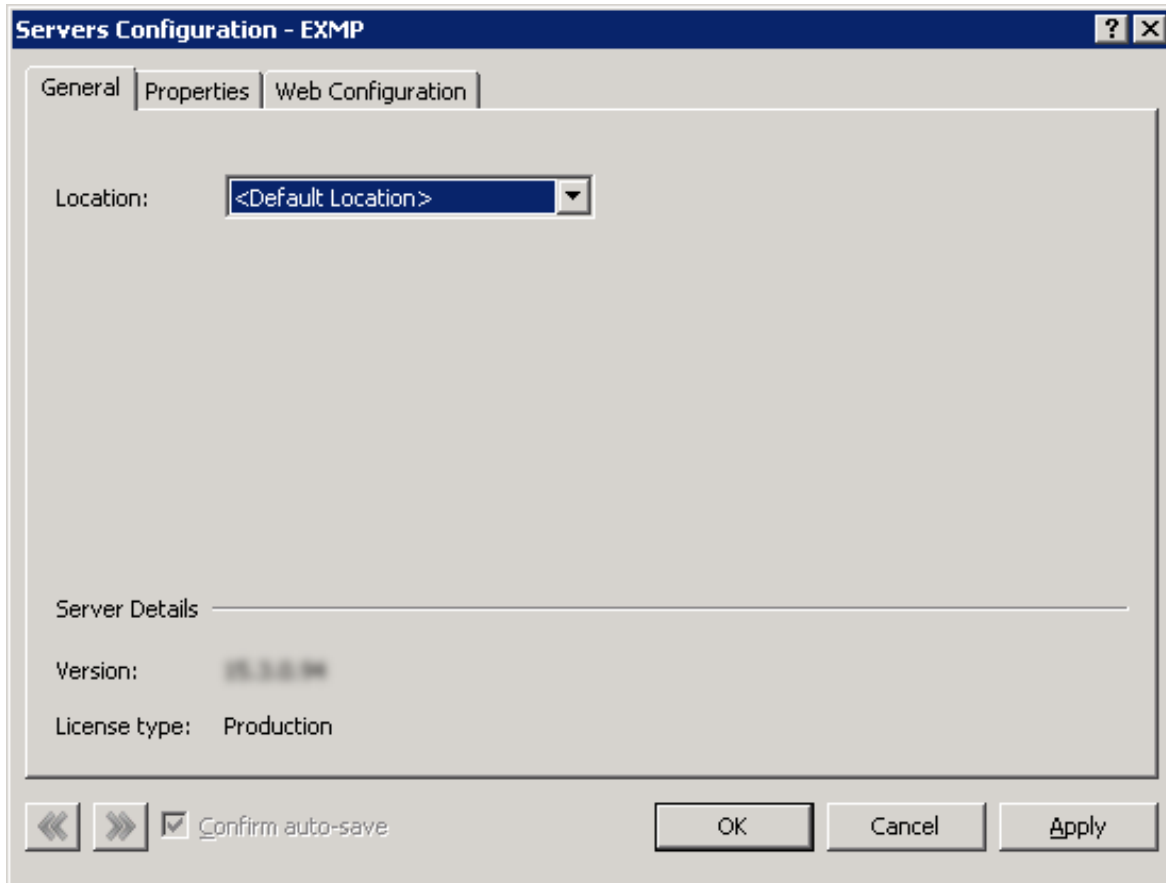 Servers Configuration - EXMP
General Properties Web Configuration
Location: <Default Location>
Server Details
Version:
License type: Production
Confirm auto-save OK Cancel Apply